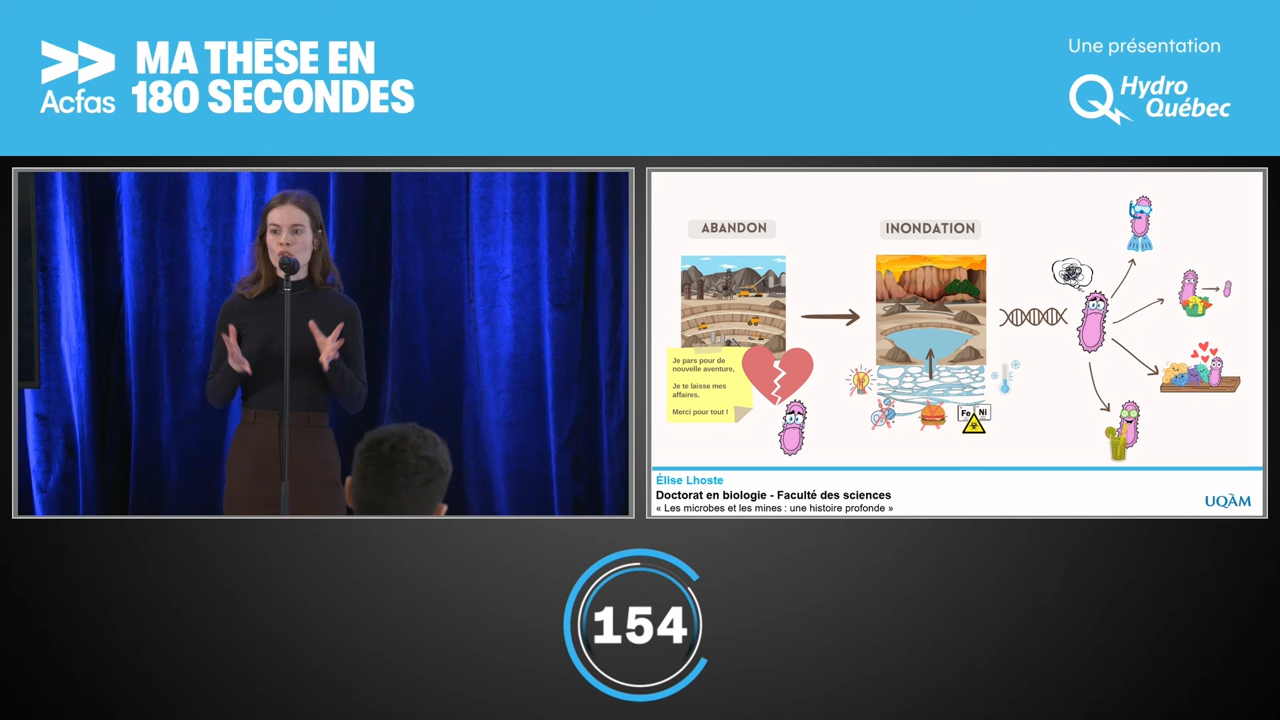 Acfas
MA THÈSE EN
180 SECONDES
Une présentation
Hydro
Québec
ABANDON
INONDATION
Je pars pour de
nouvelle aventure,
Je te laisse mes
affaires.
Merci pour tout !
Fe
Ni
Élise Lhoste
Doctorat en biologie - Faculté des sciences
« Les microbes et les mines : une histoire profonde »
UQÀM
154